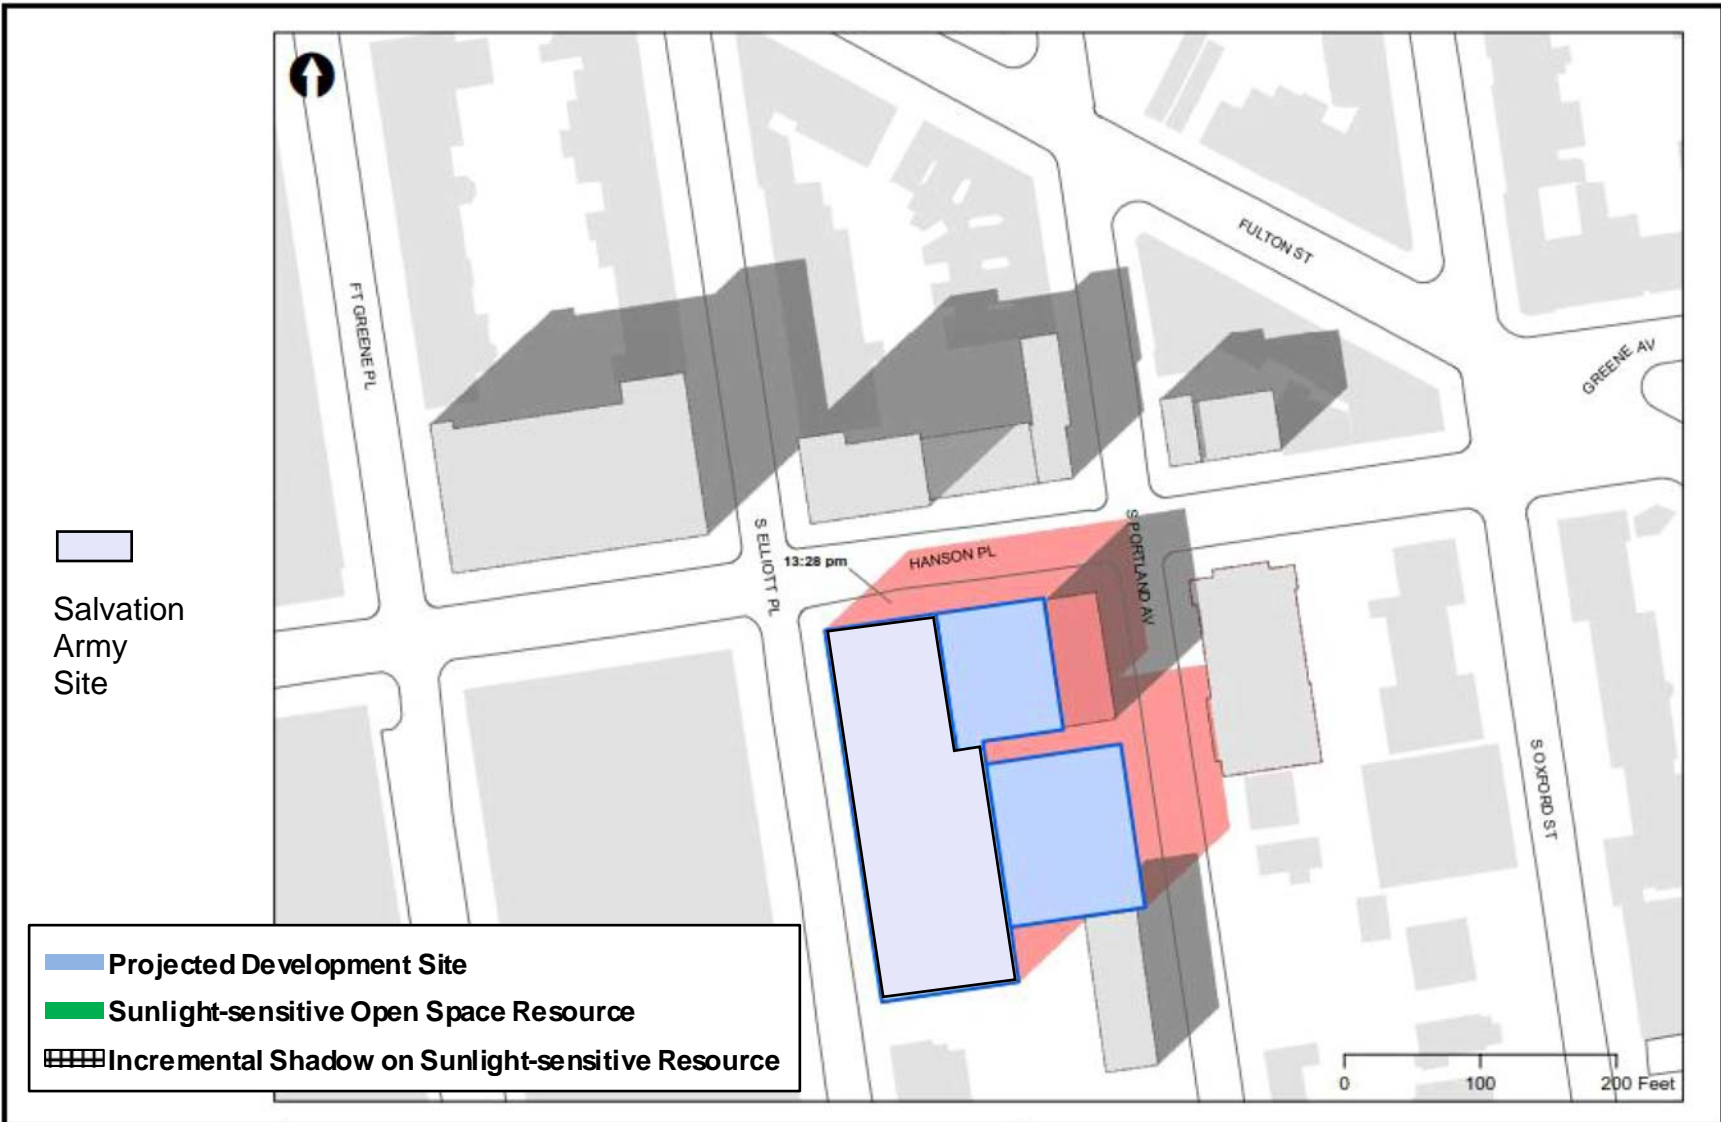 FULTON ST
GREENE AV
FT GREENE PL
S ELLIOTT PL
13:28 pm
HANSON PL
S PORTLAND AV
Salvation
Army
Site
S OXFORD ST
Projected Development Site
Sunlight-sensitive Open Space Resource
Incremental Shadow on Sunlight-sensitive Resource
0 100 200 Feet